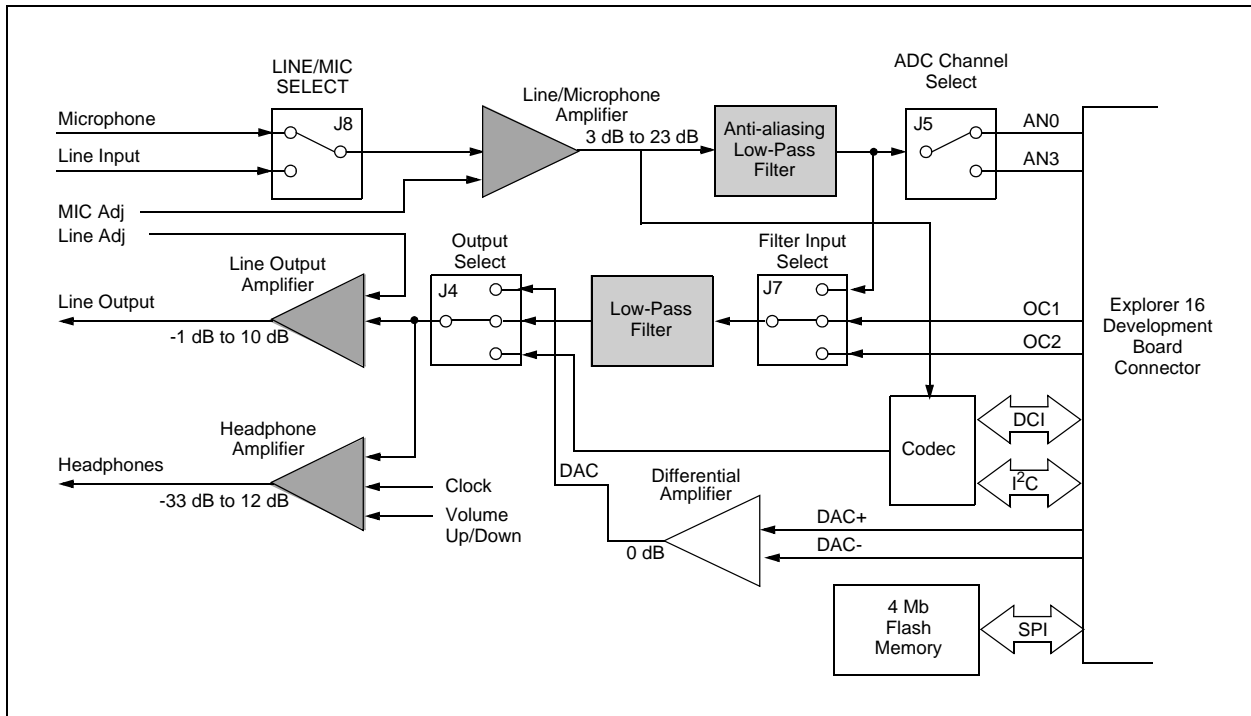 LINE/MIC
SELECT
J8
Microphone
Line Input
MIC Adj
Line Adj
Line/Microphone
Amplifier
3 dB to 23 dB
Anti-aliasing
Low-Pass
Filter
ADC Channel
Select
J5
AN0
AN3
Line Output
Amplifier
Line Output
-1 dB to 10 dB
Output
Select
J4
Low-Pass
Filter
Filter Input
Select
J7
OC1
OC2
Explorer 16
Development
Board
Connector
Headphone
Amplifier
Headphones
-33 dB to 12 dB
Clock
Volume
Up/Down
DAC
Differential
Amplifier
0 dB
Codec
DCI
I²C
DAC+
DAC-
4 Mb
Flash
Memory
SPI